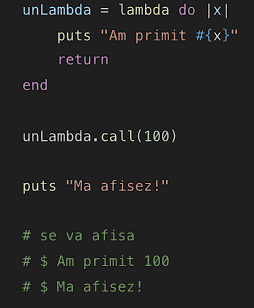 unLambda = lambda do |x|
    puts "Am primit #{x}"
    return
end

unLambda.call(100)

puts "Ma afisez!"

# se va afisa
# $ Am primit 100
# $ Ma afisez!